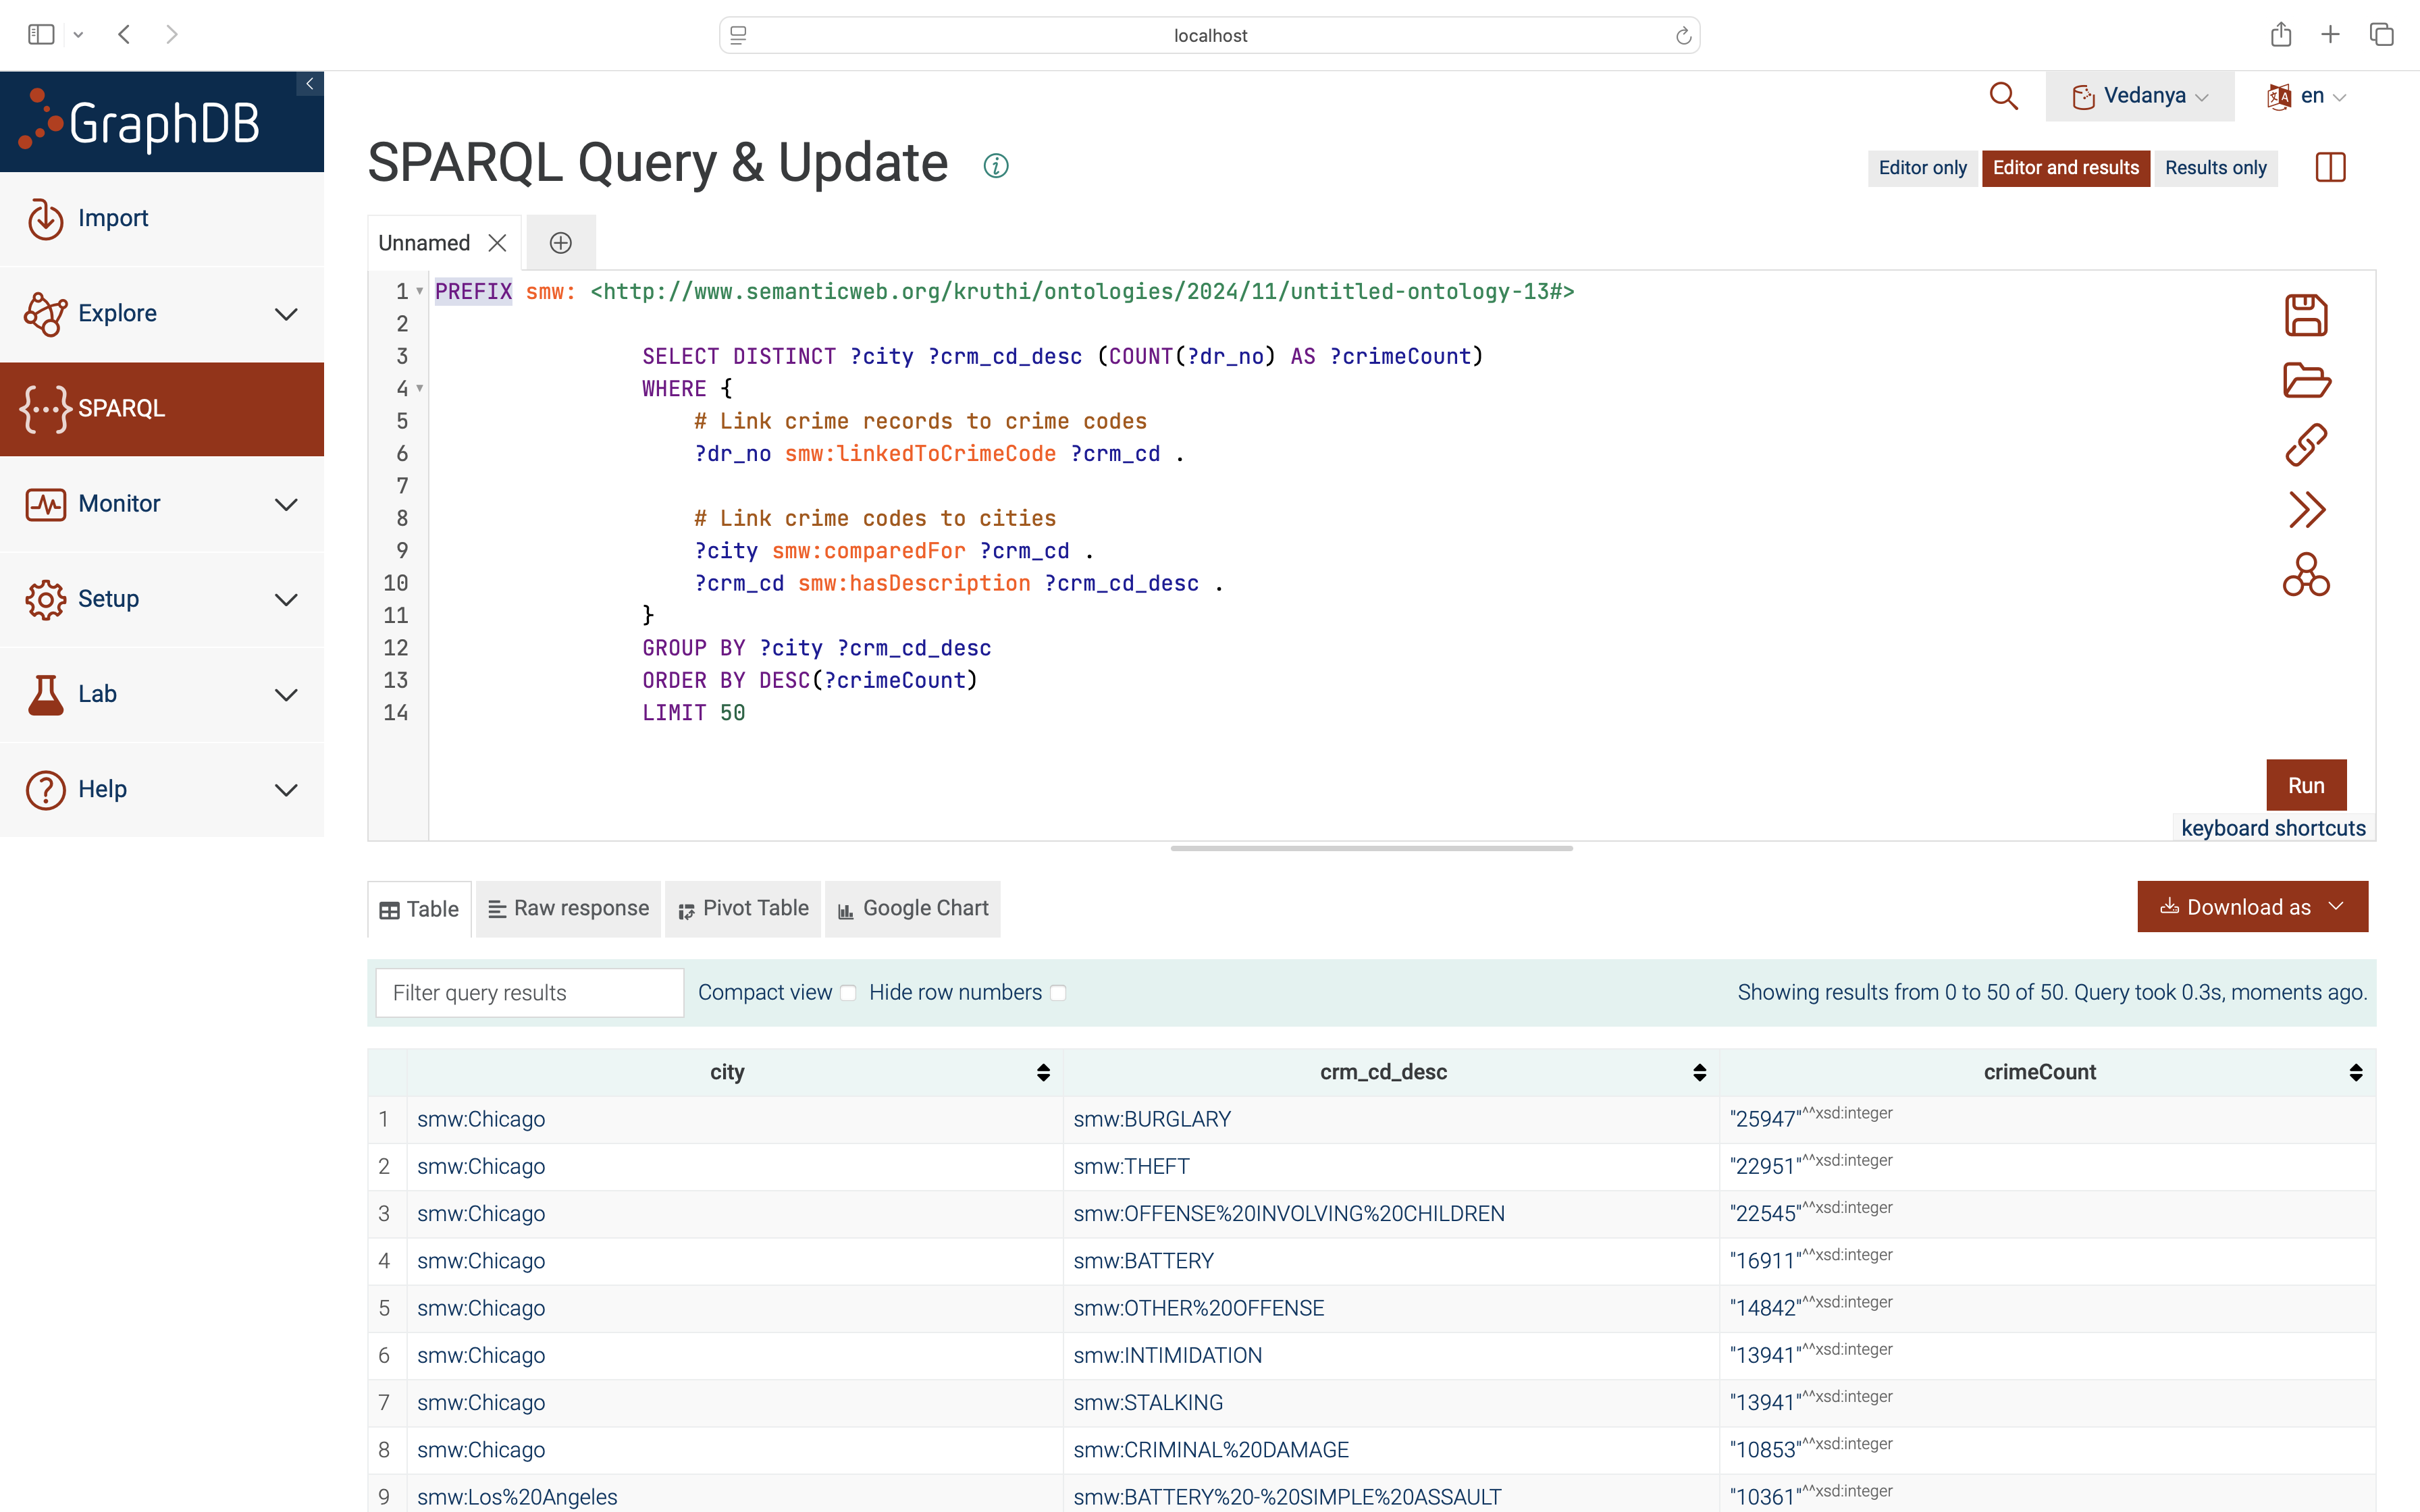 localhost
GraphDB
Vedanya
en
Import
Explore
SPARQL
Monitor
Setup
Lab
Help
SPARQL Query & Update
Editor only
Editor and results
Results only
Unnamed
1 PREFIX smw: <http://www.semanticweb.org/kruthi/ontologies/2024/11/untitled-ontology-13#>
2
3 SELECT DISTINCT ?city ?crm_cd_desc (COUNT(?dr_no) AS ?crimeCount)
4 WHERE {
5 # Link crime records to crime codes
6 ?dr_no smw:linkedToCrimeCode ?crm_cd .
7
8 # Link crime codes to cities
9 ?city smw:comparedFor ?crm_cd .
10 ?crm_cd smw:hasDescription ?crm_cd_desc .
11 }
12 GROUP BY ?city ?crm_cd_desc
13 ORDER BY DESC(?crimeCount)
14 LIMIT 50
Run
keyboard shortcuts
Table Raw response Pivot Table Google Chart Download as
Filter query results Compact view Hide row numbers Showing results from 0 to 50 of 50. Query took 0.3s, moments ago.
city crm_cd_desc crimeCount
1 smw:Chicago smw:BURGLARY "25947"^^xsd:integer
2 smw:Chicago smw:THEFT "22951"^^xsd:integer
3 smw:Chicago smw:OFFENSE%20INVOLVING%20CHILDREN "22545"^^xsd:integer
4 smw:Chicago smw:BATTERY "16911"^^xsd:integer
5 smw:Chicago smw:OTHER%20OFFENSE "14842"^^xsd:integer
6 smw:Chicago smw:INTIMIDATION "13941"^^xsd:integer
7 smw:Chicago smw:STALKING "13941"^^xsd:integer
8 smw:Chicago smw:CRIMINAL%20DAMAGE "10853"^^xsd:integer
9 smw:Los%20Angeles smw:BATTERY%20-%20SIMPLE%20ASSAULT "10361"^^xsd:integer